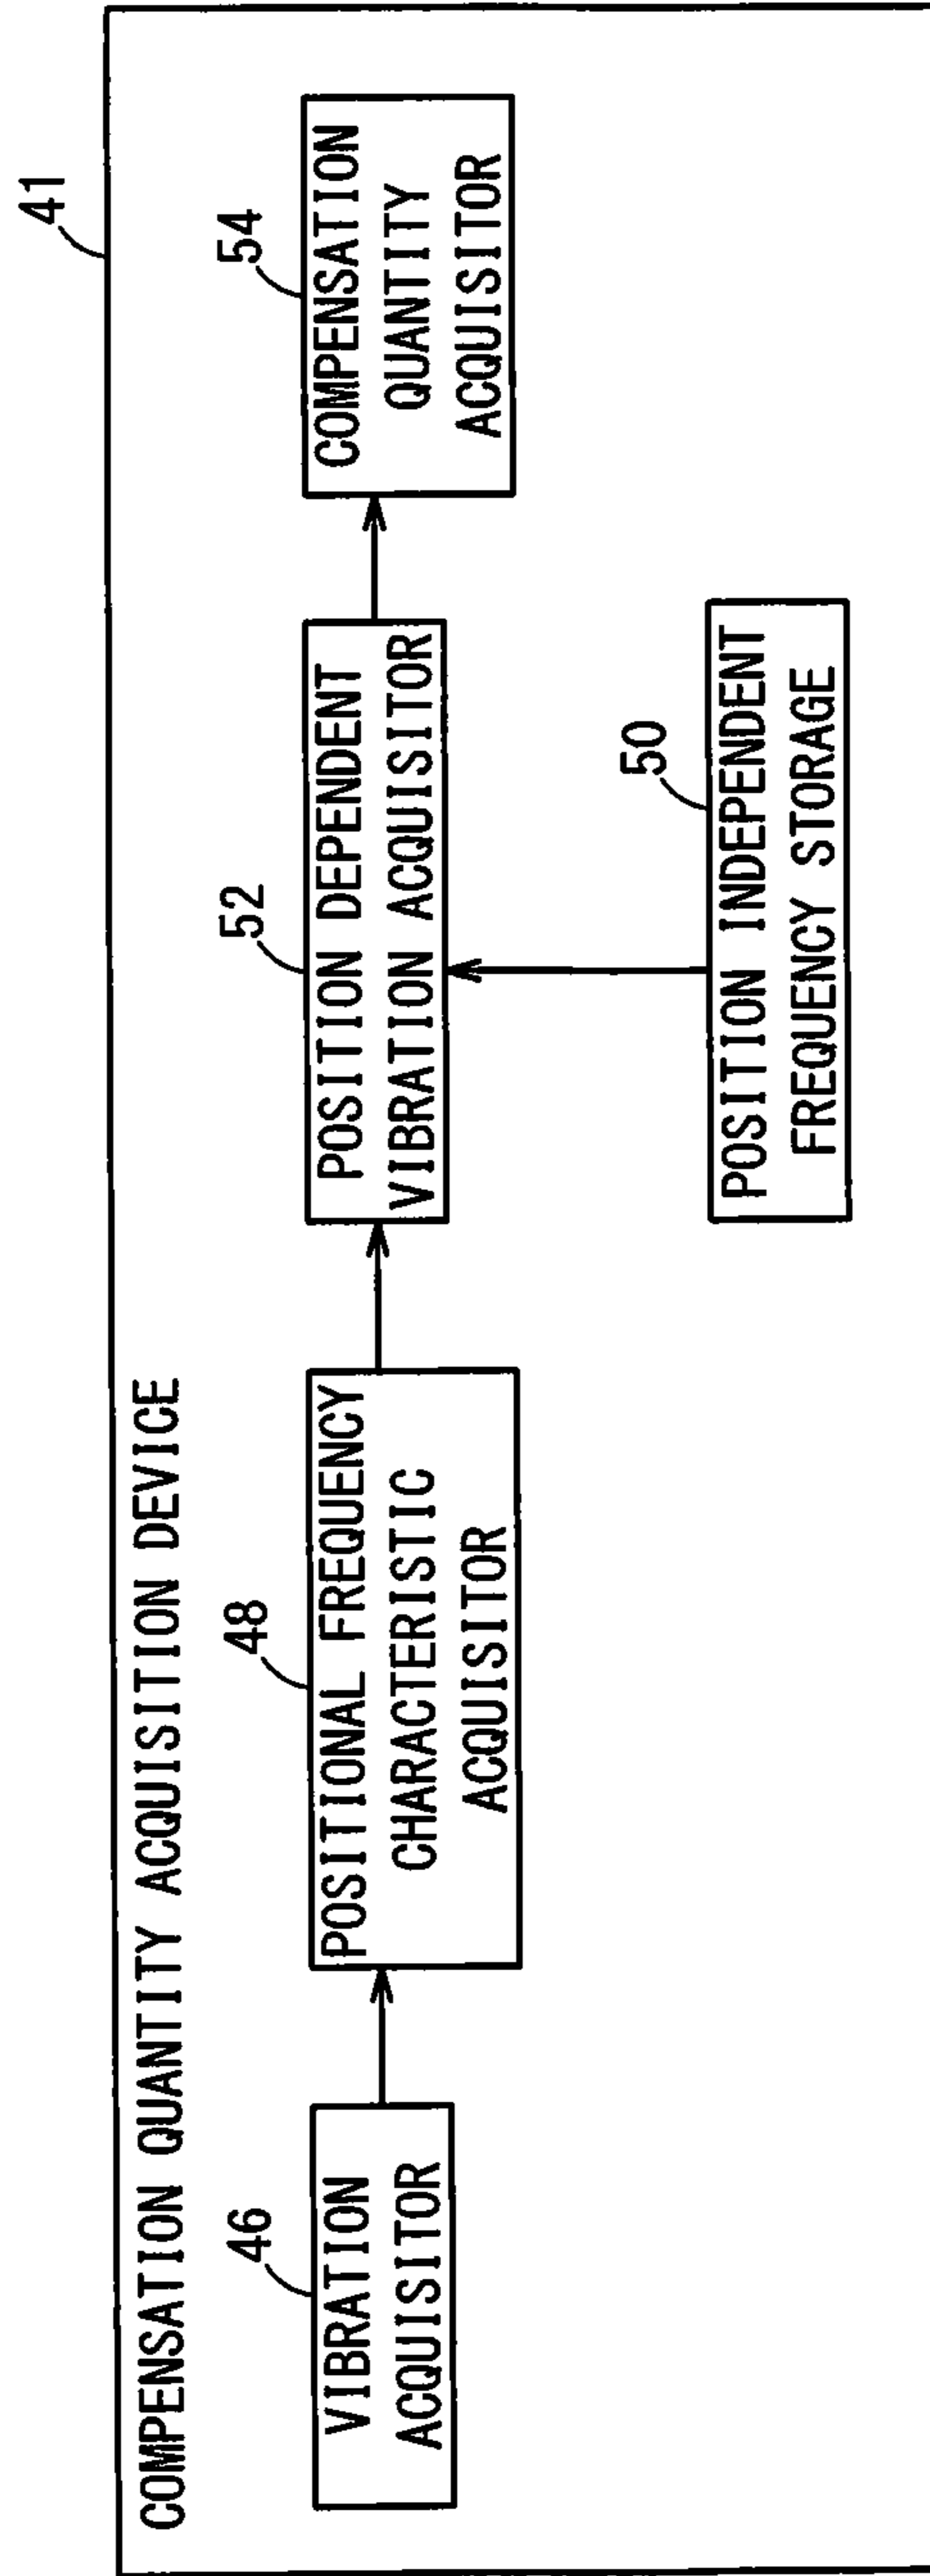 41
COMPENSATION QUANTITY ACQUISITION DEVICE
46
VIBRATION
ACQUISITOR
48
POSITIONAL FREQUENCY
CHARACTERISTIC
ACQUISITOR
52
POSITION DEPENDENT
VIBRATION ACQUISITOR
54
COMPENSATION
QUANTITY
ACQUISITOR
50
POSITION INDEPENDENT
FREQUENCY STORAGE